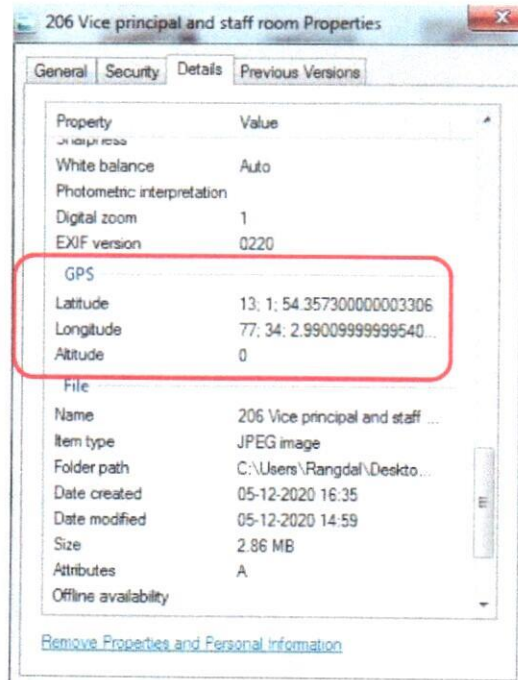 206 Vice principal and staff room Properties
General Security Details Previous Versions
Property Value
Sharpness
White balance Auto
Photometric interpretation
Digital zoom 1
EXIF version 0220
GPS
Latitude 13; 1; 54.357300000003306
Longitude 77; 34; 2.99009999999540...
Altitude 0
File
Name 206 Vice principal and staff ...
Item type JPEG image
Folder path C:\Users\Rangdal\Deskto...
Date created 05-12-2020 16:35
Date modified 05-12-2020 14:59
Size 2.86 MB
Attributes A
Offline availability
Remove Properties and Personal Information